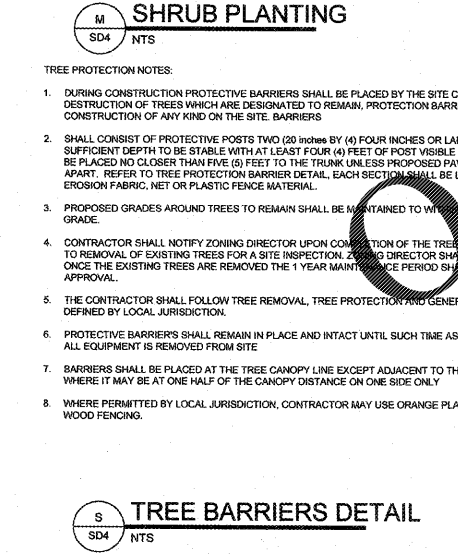 M
SD4
SHRUB PLANTING
NTS
TREE PROTECTION NOTES:
1. DURING CONSTRUCTION PROTECTIVE BARRIERS SHALL BE PLACED BY THE SITE C
DESTRUCTION OF TREES WHICH ARE DESIGNATED TO REMAIN, PROTECTION BARR
CONSTRUCTION OF ANY KIND ON THE SITE. BARRIERS
2. SHALL CONSIST OF PROTECTIVE POSTS TWO (20 inches BY (4) FOUR INCHES OR LAR
SUFFICIENT DEPTH TO BE STABLE WITH AT LEAST FOUR (4) FEET OF POST VISIBLE
BE PLACED NO CLOSER THAN FIVE (5) FEET TO THE TRUNK UNLESS PROPOSED PAV
APART. REFER TO TREE PROTECTION BARRIER DETAIL, EACH SECTION SHALL BE L
EROSION FABRIC, NET OR PLASTIC FENCE MATERIAL.
3. PROPOSED GRADES AROUND TREES TO REMAIN SHALL BE MAINTAINED TO WITHIN
GRADE.
4. CONTRACTOR SHALL NOTIFY ZONING DIRECTOR UPON COMPLETION OF THE TREE
TO REMOVAL OF EXISTING TREES FOR A SITE INSPECTION. ZONING DIRECTOR SHA
ONCE THE EXISTING TREES ARE REMOVED THE 1 YEAR MAINTENANCE PERIOD SHA
APPROVAL.
5. THE CONTRACTOR SHALL FOLLOW TREE REMOVAL, TREE PROTECTION AND GENER
DEFINED BY LOCAL JURISDICTION.
6. PROTECTIVE BARRIER'S SHALL REMAIN IN PLACE AND INTACT UNTIL SUCH TIME AS
ALL EQUIPMENT IS REMOVED FROM SITE
7. BARRIERS SHALL BE PLACED AT THE TREE CANOPY LINE EXCEPT ADJACENT TO TH
WHERE IT MAY BE AT ONE HALF OF THE CANOPY DISTANCE ON ONE SIDE ONLY
8. WHERE PERMITTED BY LOCAL JURISDICTION, CONTRACTOR MAY USE ORANGE PLA
WOOD FENCING.
S
SD4
TREE BARRIERS DETAIL
NTS